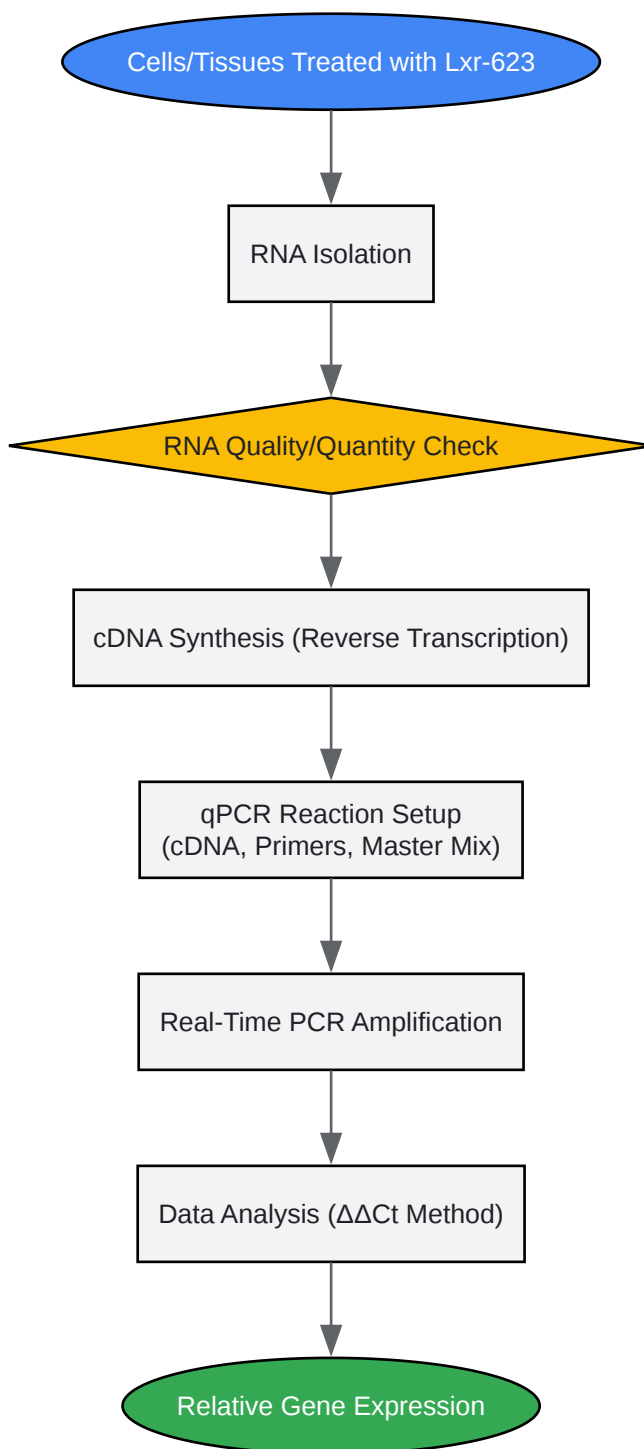 Cells/Tissues Treated with Lxr-623
RNA Isolation
RNA Quality/Quantity Check
cDNA Synthesis (Reverse Transcription)
qPCR Reaction Setup
(cDNA, Primers, Master Mix)
Real-Time PCR Amplification
Data Analysis (ΔΔCt Method)
Relative Gene Expression